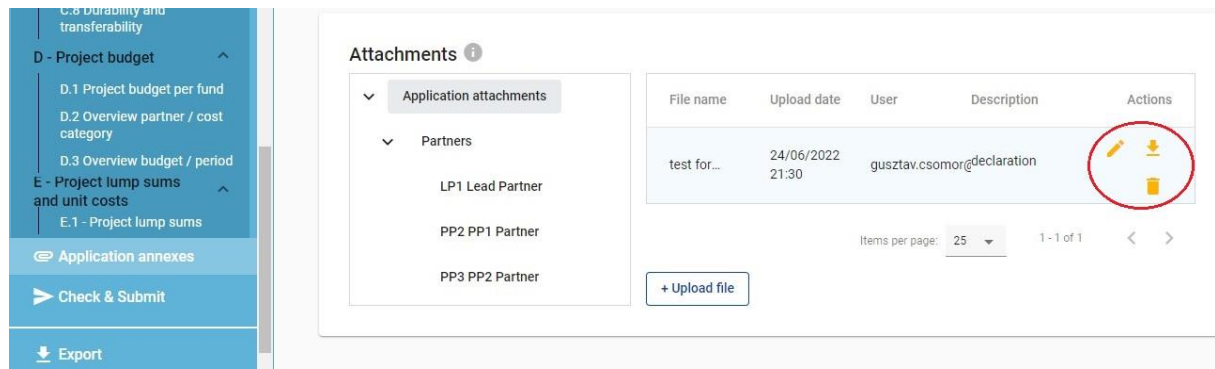 C.8 Durability and
transferability
D - Project budget
D.1 Project budget per fund
D.2 Overview partner / cost
category
D.3 Overview budget / period
E - Project lump sums
and unit costs
E.1 - Project lump sums
Application annexes
Check & Submit
Export
Attachments
Application attachments
Partners
LP1 Lead Partner
PP2 PP1 Partner
PP3 PP2 Partner
File name Upload date User Description Actions
test for... 24/06/2022 21:30 gusztav.csomor@ declaration
Items per page: 25 1 - 1 of 1
+ Upload file